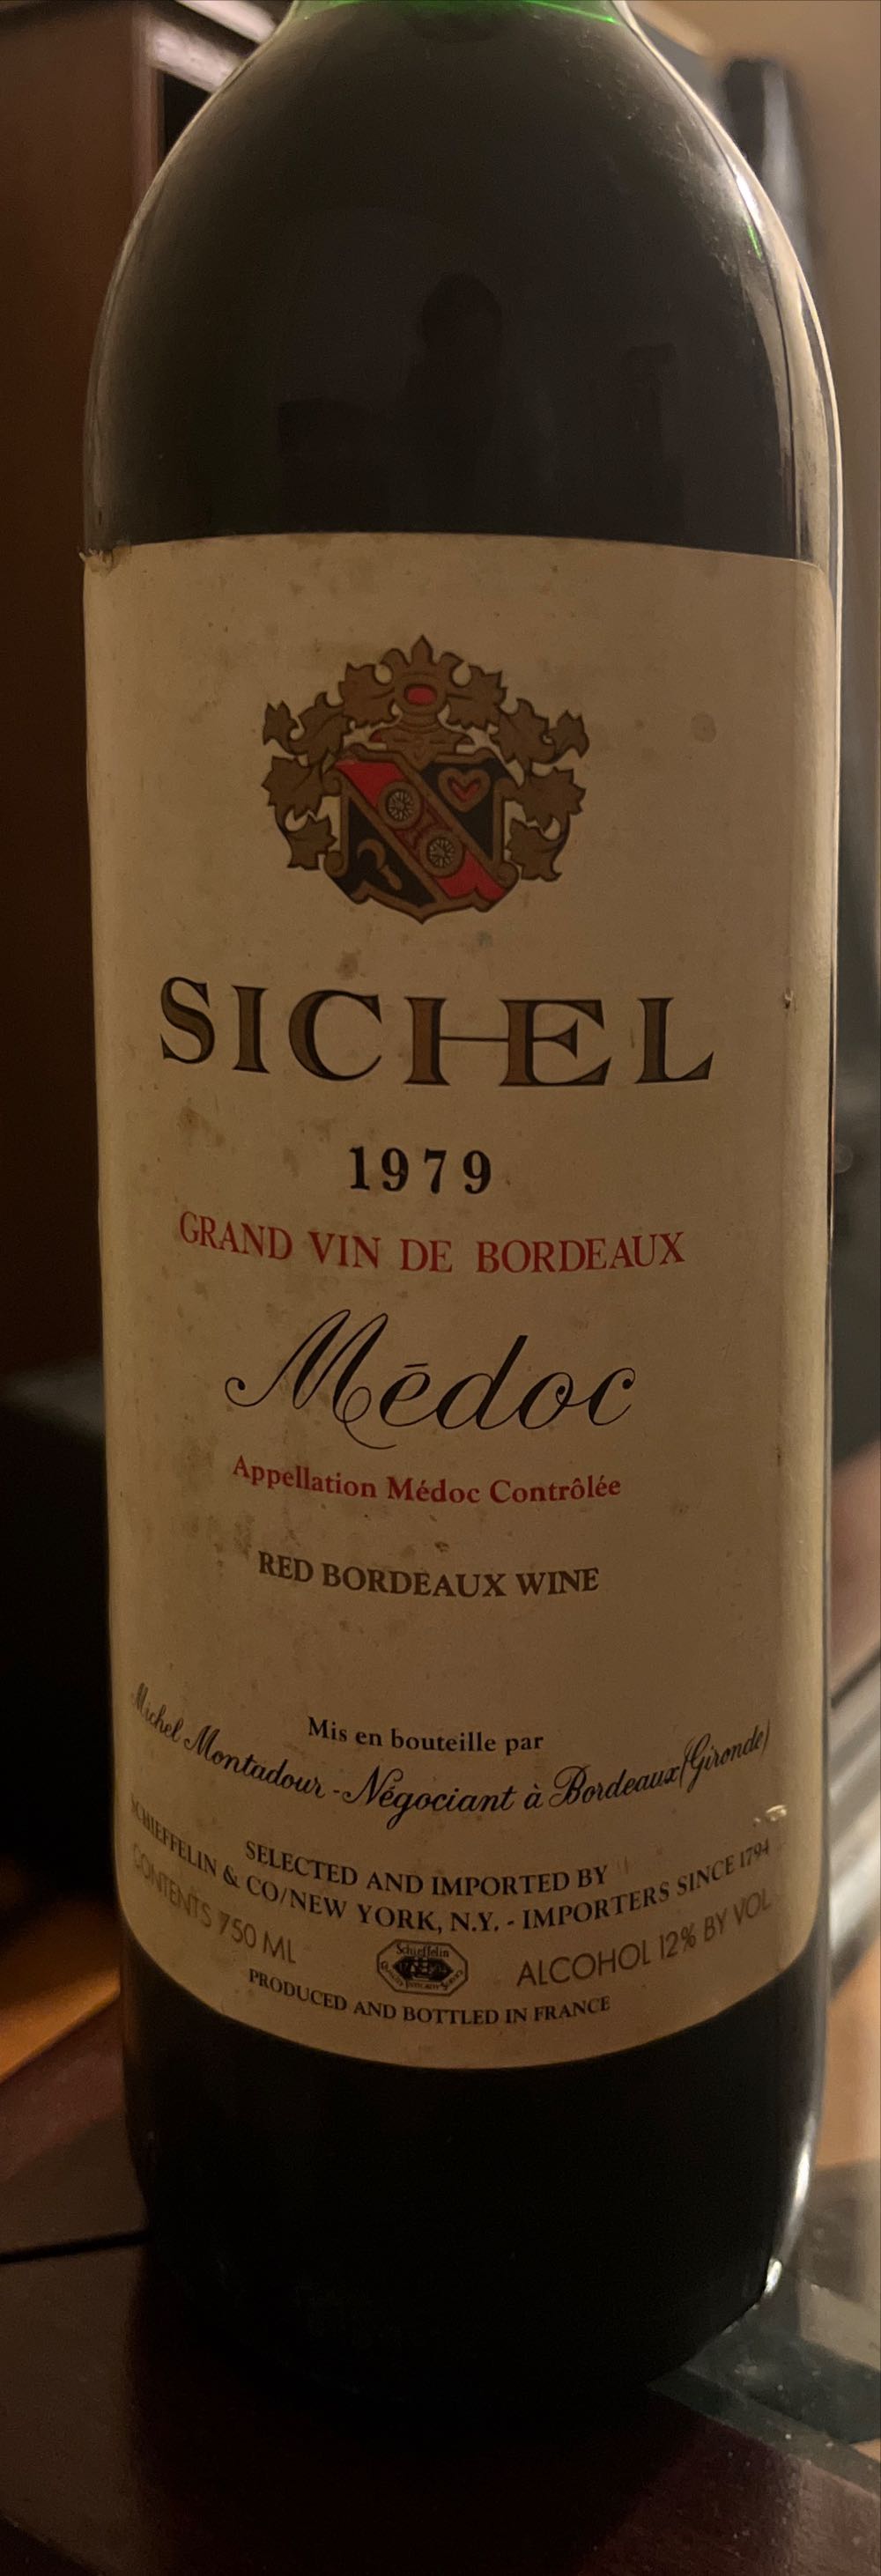 SICHEL
1979
GRAND VIN DE BORDEAUX
Médoc
Appellation Médoc Contrôlée
RED BORDEAUX WINE
Mis en bouteille par
Michel Montadour - Négociant à Bordeaux (Gironde)
SELECTED AND IMPORTED BY
SCHIEFFELIN & CO/NEW YORK, N.Y. - IMPORTERS SINCE 1794
CONTENTS 750 ML
Schieffelin
ALCOHOL 12% BY VOL
PRODUCED AND BOTTLED IN FRANCE